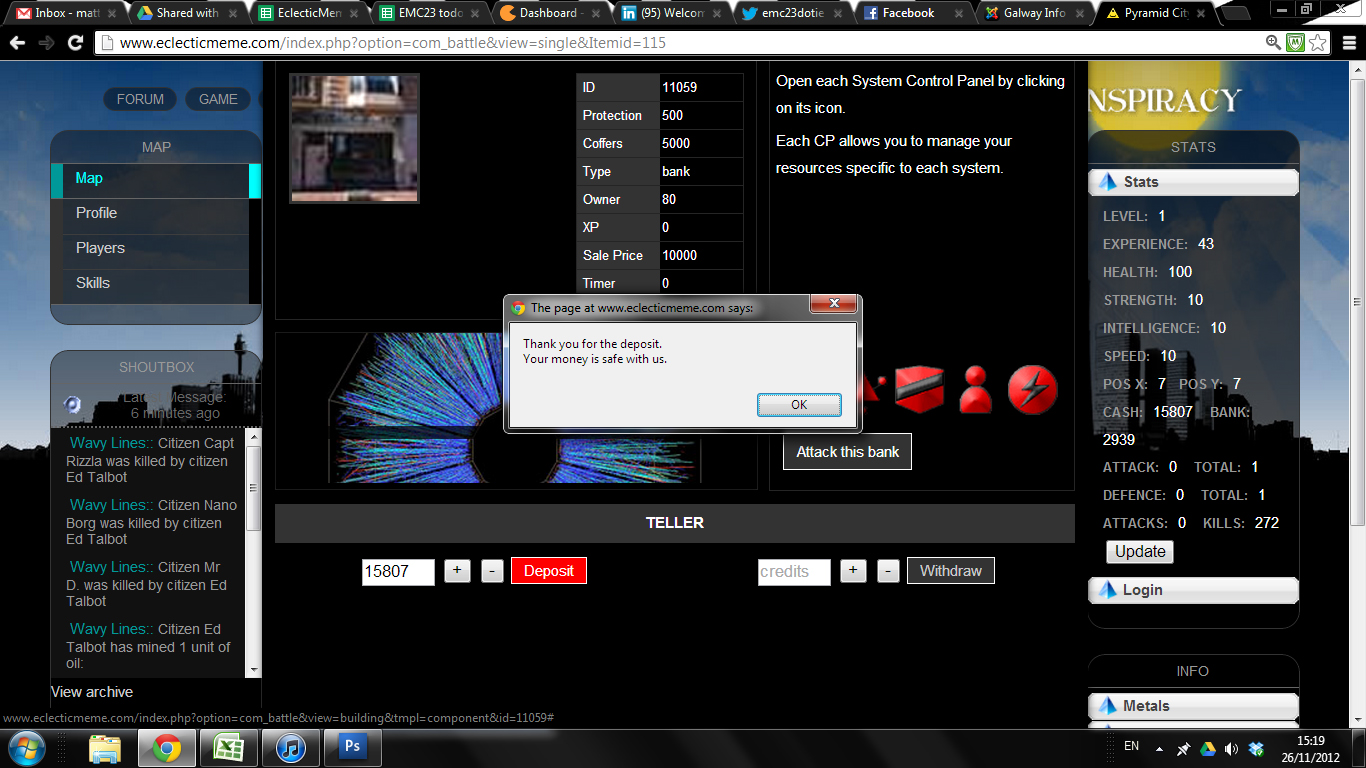 Inbox - matt
Shared with
EclecticMem
EMC23 todo
Dashboard -
(95) Welcom
emc23dotie
Facebook
Galway Info
Pyramid City
www.eclecticmeme.com/index.php?option=com_battle&view=single&Itemid=115
FORUM
GAME
MAP
Map
Profile
Players
Skills
SHOUTBOX
Latest Message:
6 minutes ago
Wavy Lines:: Citizen Capt
Rizzla was killed by citizen
Ed Talbot
Wavy Lines:: Citizen Nano
Borg was killed by citizen
Ed Talbot
Wavy Lines:: Citizen Mr
D. was killed by citizen Ed
Talbot
Wavy Lines:: Citizen Ed
Talbot has mined 1 unit of
oil:
View archive
ID 11059
Protection 500
Coffers 5000
Type bank
Owner 80
XP 0
Sale Price 10000
Timer 0
Open each System Control Panel by clicking
on its icon.
Each CP allows you to manage your
resources specific to each system.
The page at www.eclecticmeme.com says:
Thank you for the deposit.
Your money is safe with us.
OK
Attack this bank
TELLER
15807 + - Deposit
credits + - Withdraw
NSPIRACY
STATS
Stats
LEVEL: 1
EXPERIENCE: 43
HEALTH: 100
STRENGTH: 10
INTELLIGENCE: 10
SPEED: 10
POS X: 7 POS Y: 7
CASH: 15807 BANK:
2939
ATTACK: 0 TOTAL: 1
DEFENCE: 0 TOTAL: 1
ATTACKS: 0 KILLS: 272
Update
Login
INFO
Metals
www.eclecticmeme.com/index.php?option=com_battle&view=building&tmpl=component&id=11059#
Ps
EN
15:19
26/11/2012